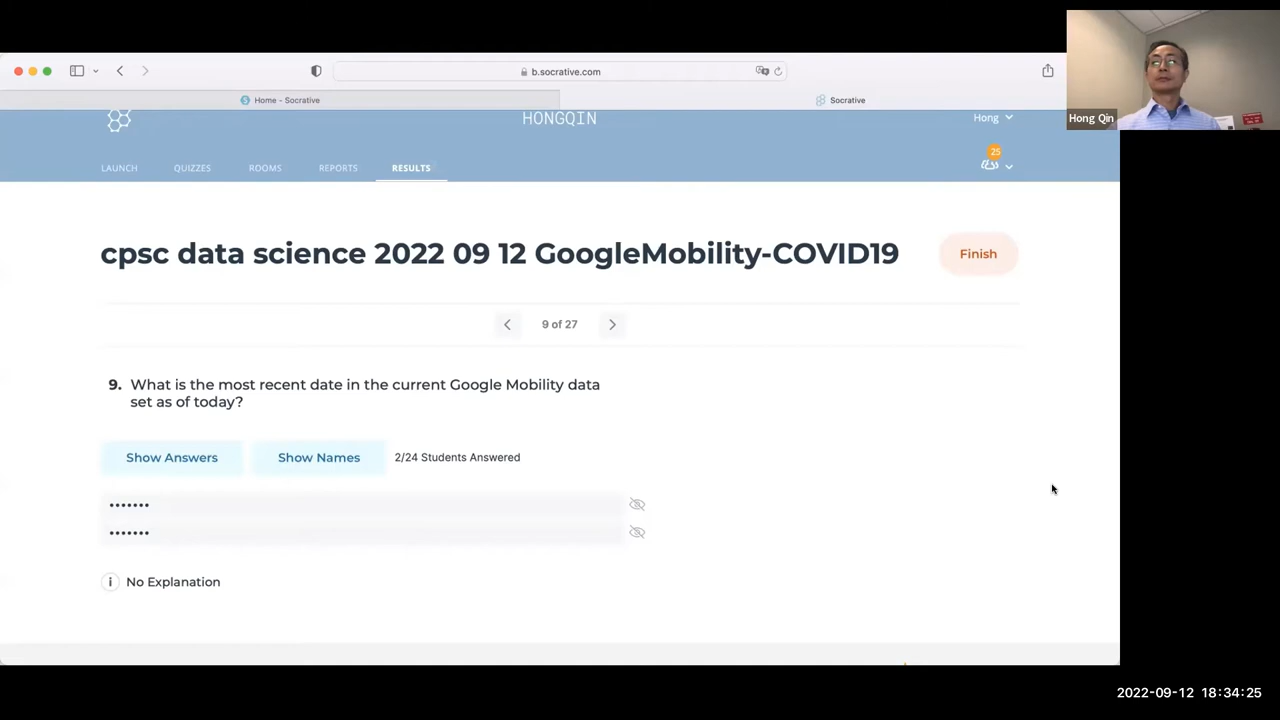 b.socrative.com
Home - Socrative
Socrative
HONGQIN
Hong
Hong Qin
25
LAUNCH
QUIZZES
ROOMS
REPORTS
RESULTS
cpsc data science 2022 09 12 GoogleMobility-COVID19
Finish
9 of 27
9. What is the most recent date in the current Google Mobility data
set as of today?
Show Answers
Show Names
2/24 Students Answered
•••••••
•••••••
No Explanation
2022-09-12 18:34:25